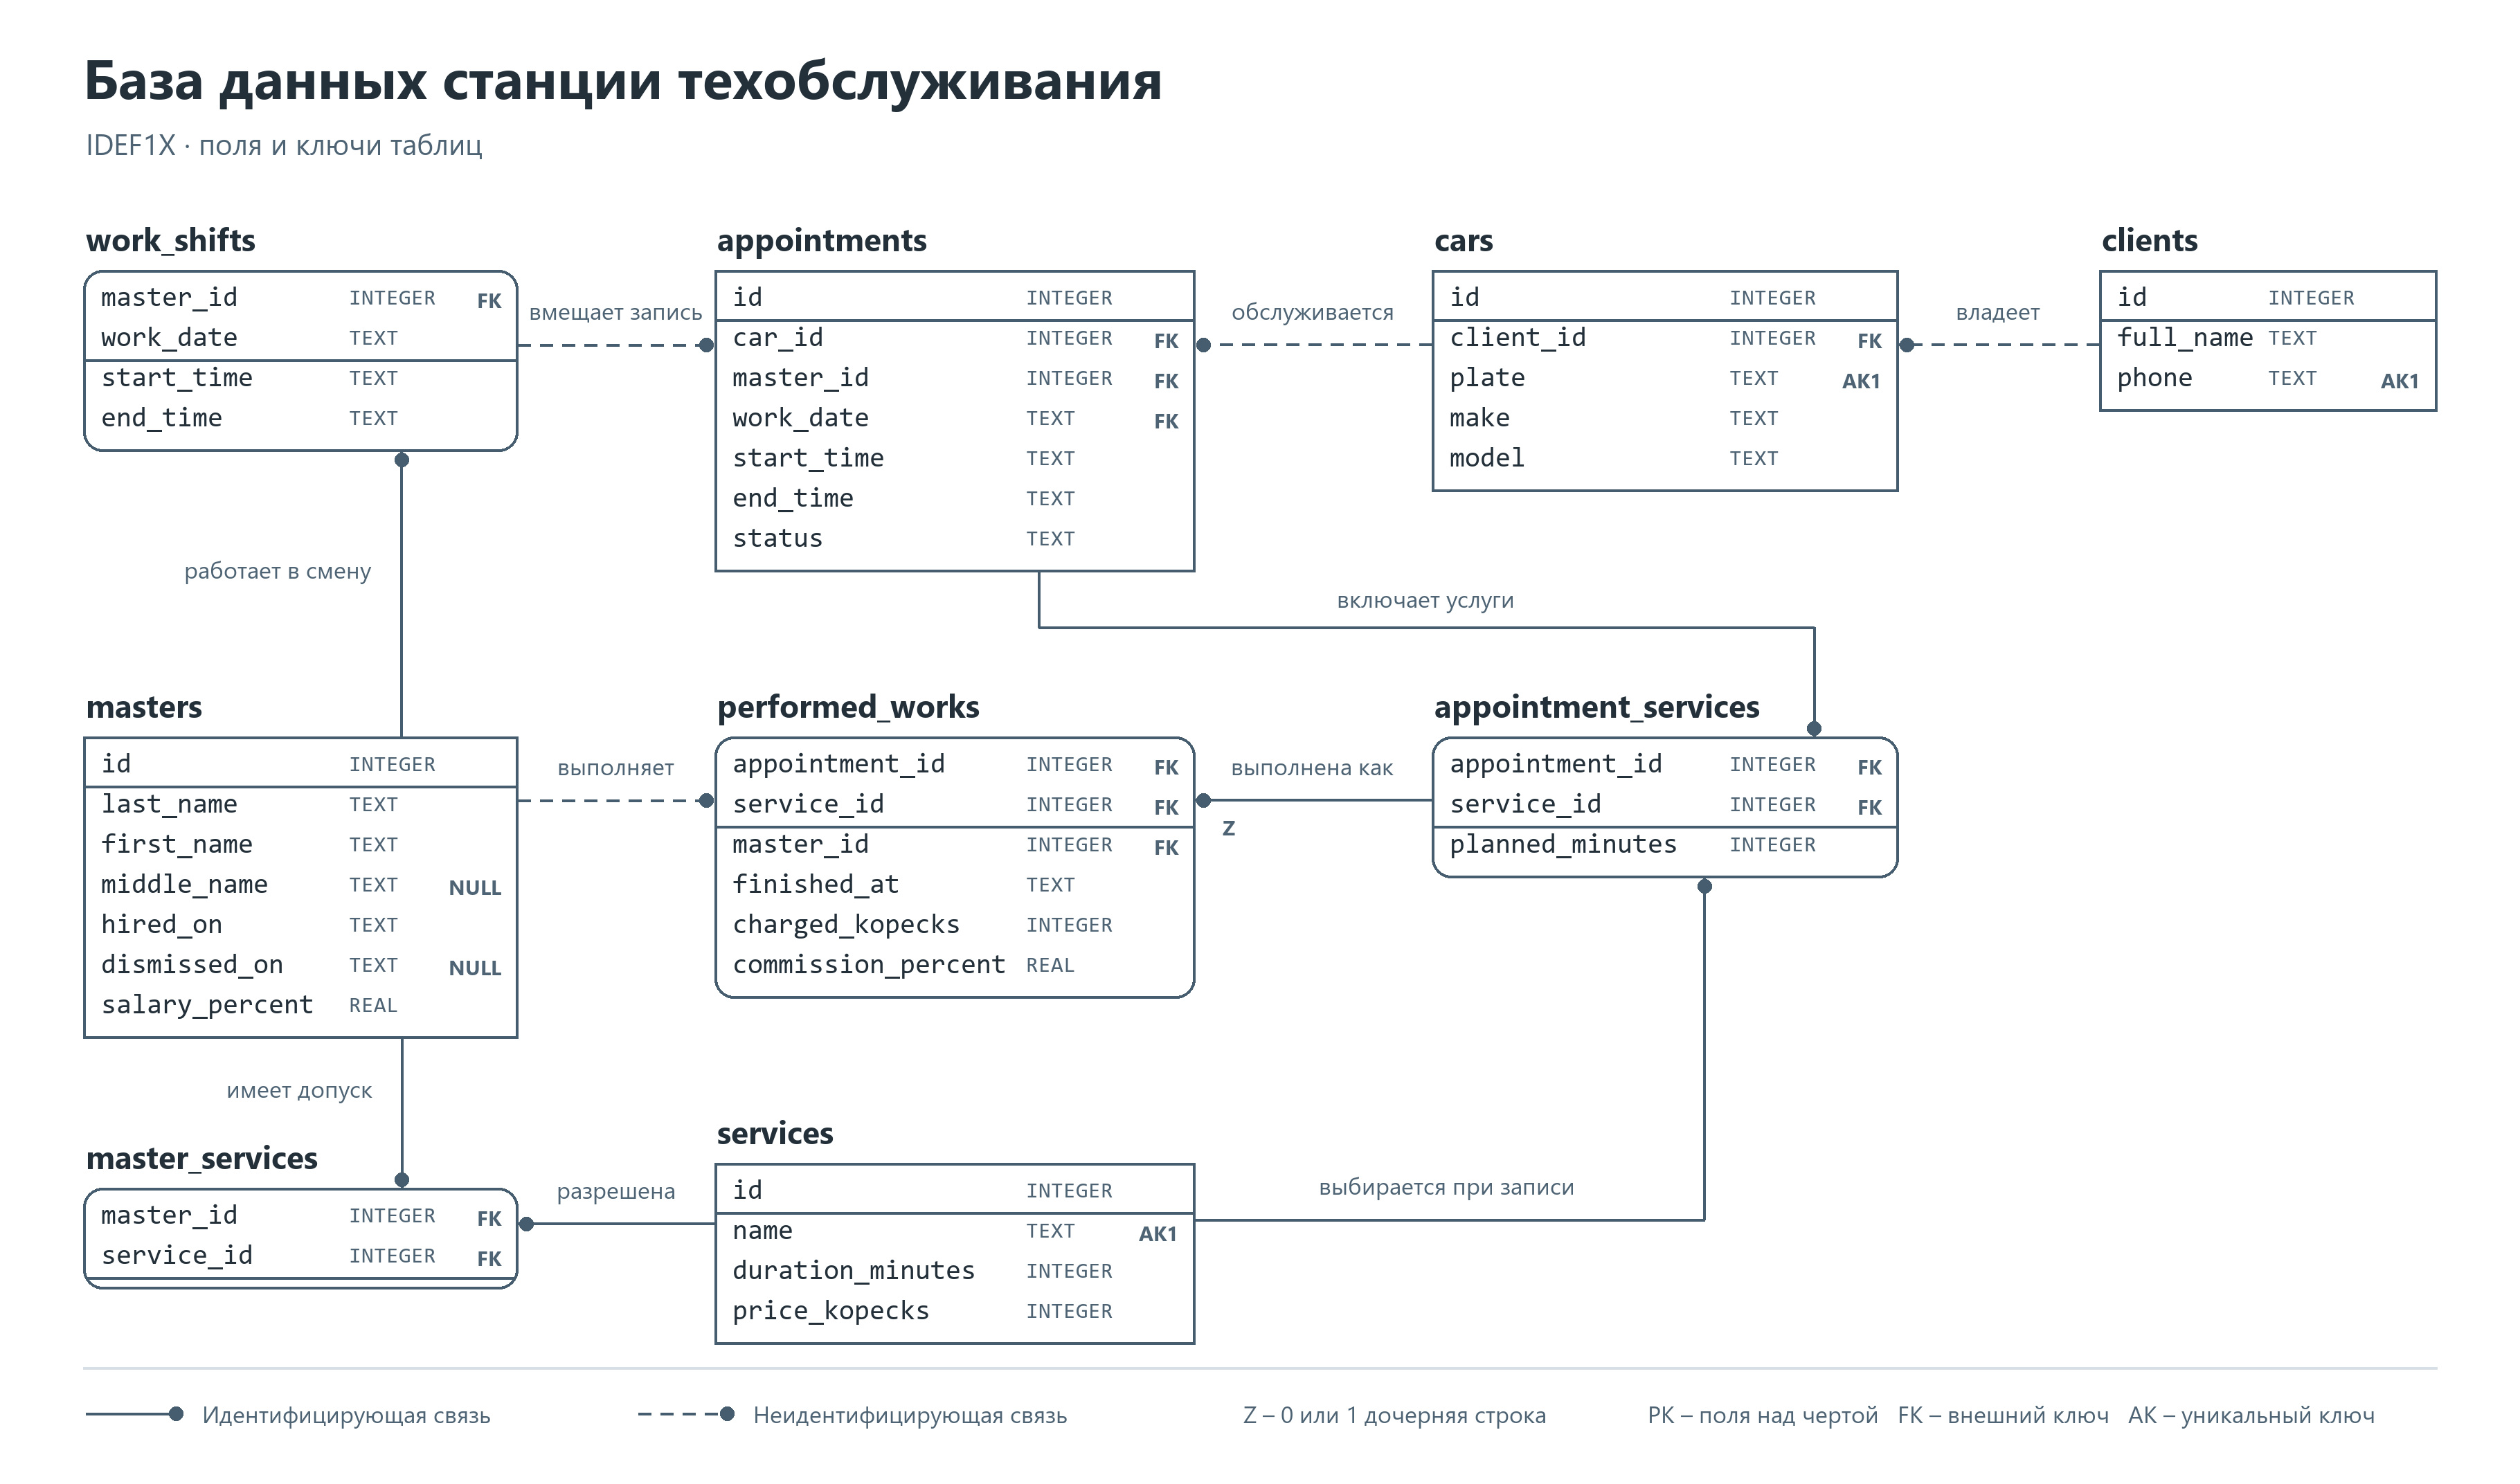 База данных станции техобслуживания
IDEF1X · поля и ключи таблиц
work_shifts
master_id INTEGER FK
work_date TEXT
start_time TEXT
end_time TEXT
вмещает запись
appointments
id INTEGER
car_id INTEGER FK
master_id INTEGER FK
work_date TEXT FK
start_time TEXT
end_time TEXT
status TEXT
обслуживается
cars
id INTEGER
client_id INTEGER FK
plate TEXT AK1
make TEXT
model TEXT
владеет
clients
id INTEGER
full_name TEXT
phone TEXT AK1
работает в смену
включает услуги
masters
id INTEGER
last_name TEXT
first_name TEXT
middle_name TEXT NULL
hired_on TEXT
dismissed_on TEXT NULL
salary_percent REAL
выполняет
performed_works
appointment_id INTEGER FK
service_id INTEGER FK
master_id INTEGER FK
finished_at TEXT
charged_kopecks INTEGER
commission_percent REAL
выполнена как
Z
appointment_services
appointment_id INTEGER FK
service_id INTEGER FK
planned_minutes INTEGER
имеет допуск
master_services
master_id INTEGER FK
service_id INTEGER FK
разрешена
services
id INTEGER
name TEXT AK1
duration_minutes INTEGER
price_kopecks INTEGER
выбирается при записи
Идентифицирующая связь
Неидентифицирующая связь
Z – 0 или 1 дочерняя строка
PK – поля над чертой FK – внешний ключ AK – уникальный ключ